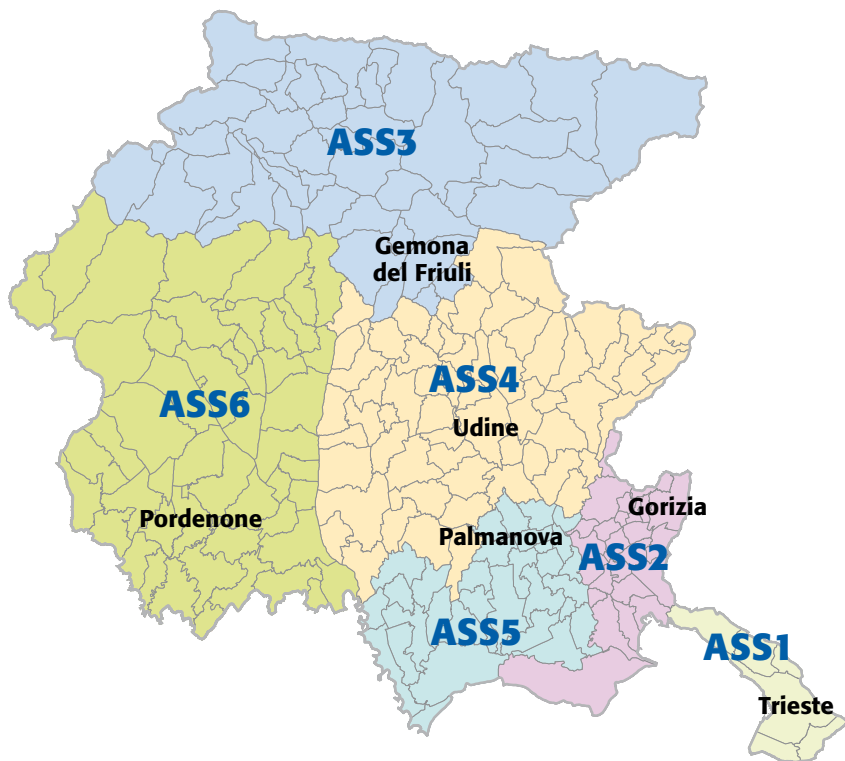 ASS3
Gemona
del Friuli
ASS4
ASS6
Udine
Gorizia
Pordenone
Palmanova
ASS2
ASS5
ASS1
Trieste